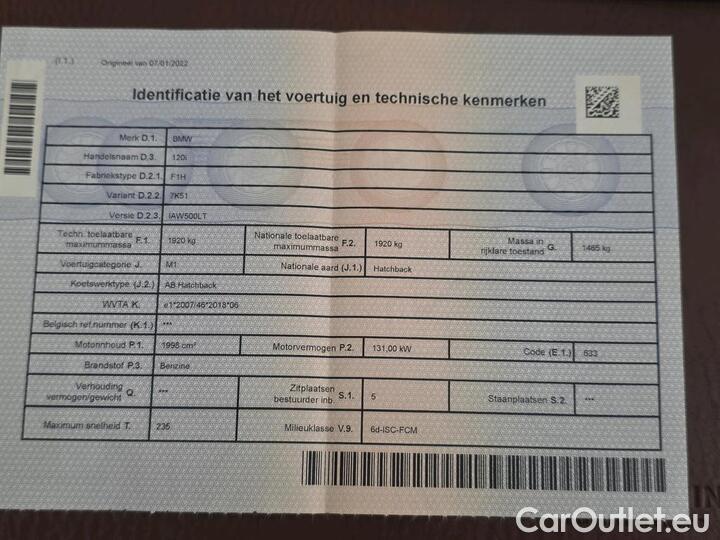 (I.1.) Origineel van 07/01/2022
Identificatie van het voertuig en technische kenmerken
Merk D.1. BMW
Handelsnaam D.3. 120i
Fabriekstype D.2.1. F1H
Variant D.2.2. 7K51
Versie D.2.3. IAW500LT
Techn. toelaatbare maximummassa F.1. 1920 kg Nationale toelaatbare maximummassa F.2. 1920 kg Massa in rijklare toestand G. 1465 kg
Voertuigcategorie J. M1 Nationale aard (J.1.) Hatchback
Koetswerktype (J.2.) AB Hatchback
WVTA K. e1*2007/46*2018*06
Belgisch ref.nummer (K.1.) ***
Motorinhoud P.1. 1998 cm³ Motorvermogen P.2. 131,00 kW Code (E.1.) 633
Brandstof P.3. Benzine
Verhouding vermogen/gewicht Q. *** Zitplaatsen bestuurder inb. S.1. 5 Staanplaatsen S.2. ***
Maximum snelheid T. 235 Milieuklasse V.9. 6d-ISC-FCM
IN
CarOutlet.eu